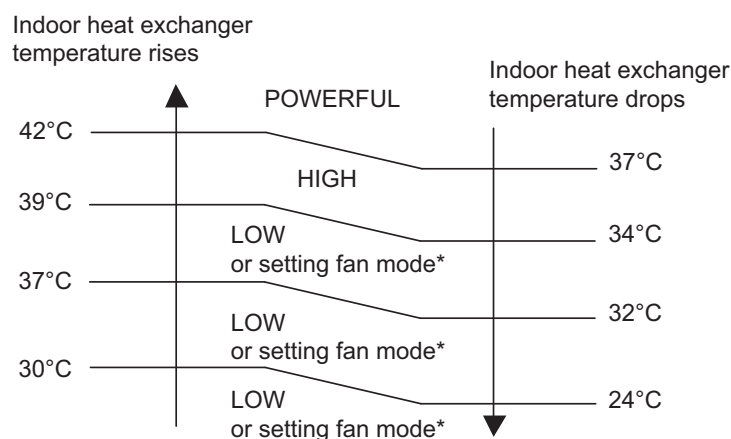 Indoor heat exchanger
temperature rises
Indoor heat exchanger
temperature drops
POWERFUL
42°C
37°C
HIGH
39°C
34°C
LOW
or setting fan mode*
37°C
32°C
LOW
or setting fan mode*
30°C
24°C
LOW
or setting fan mode*